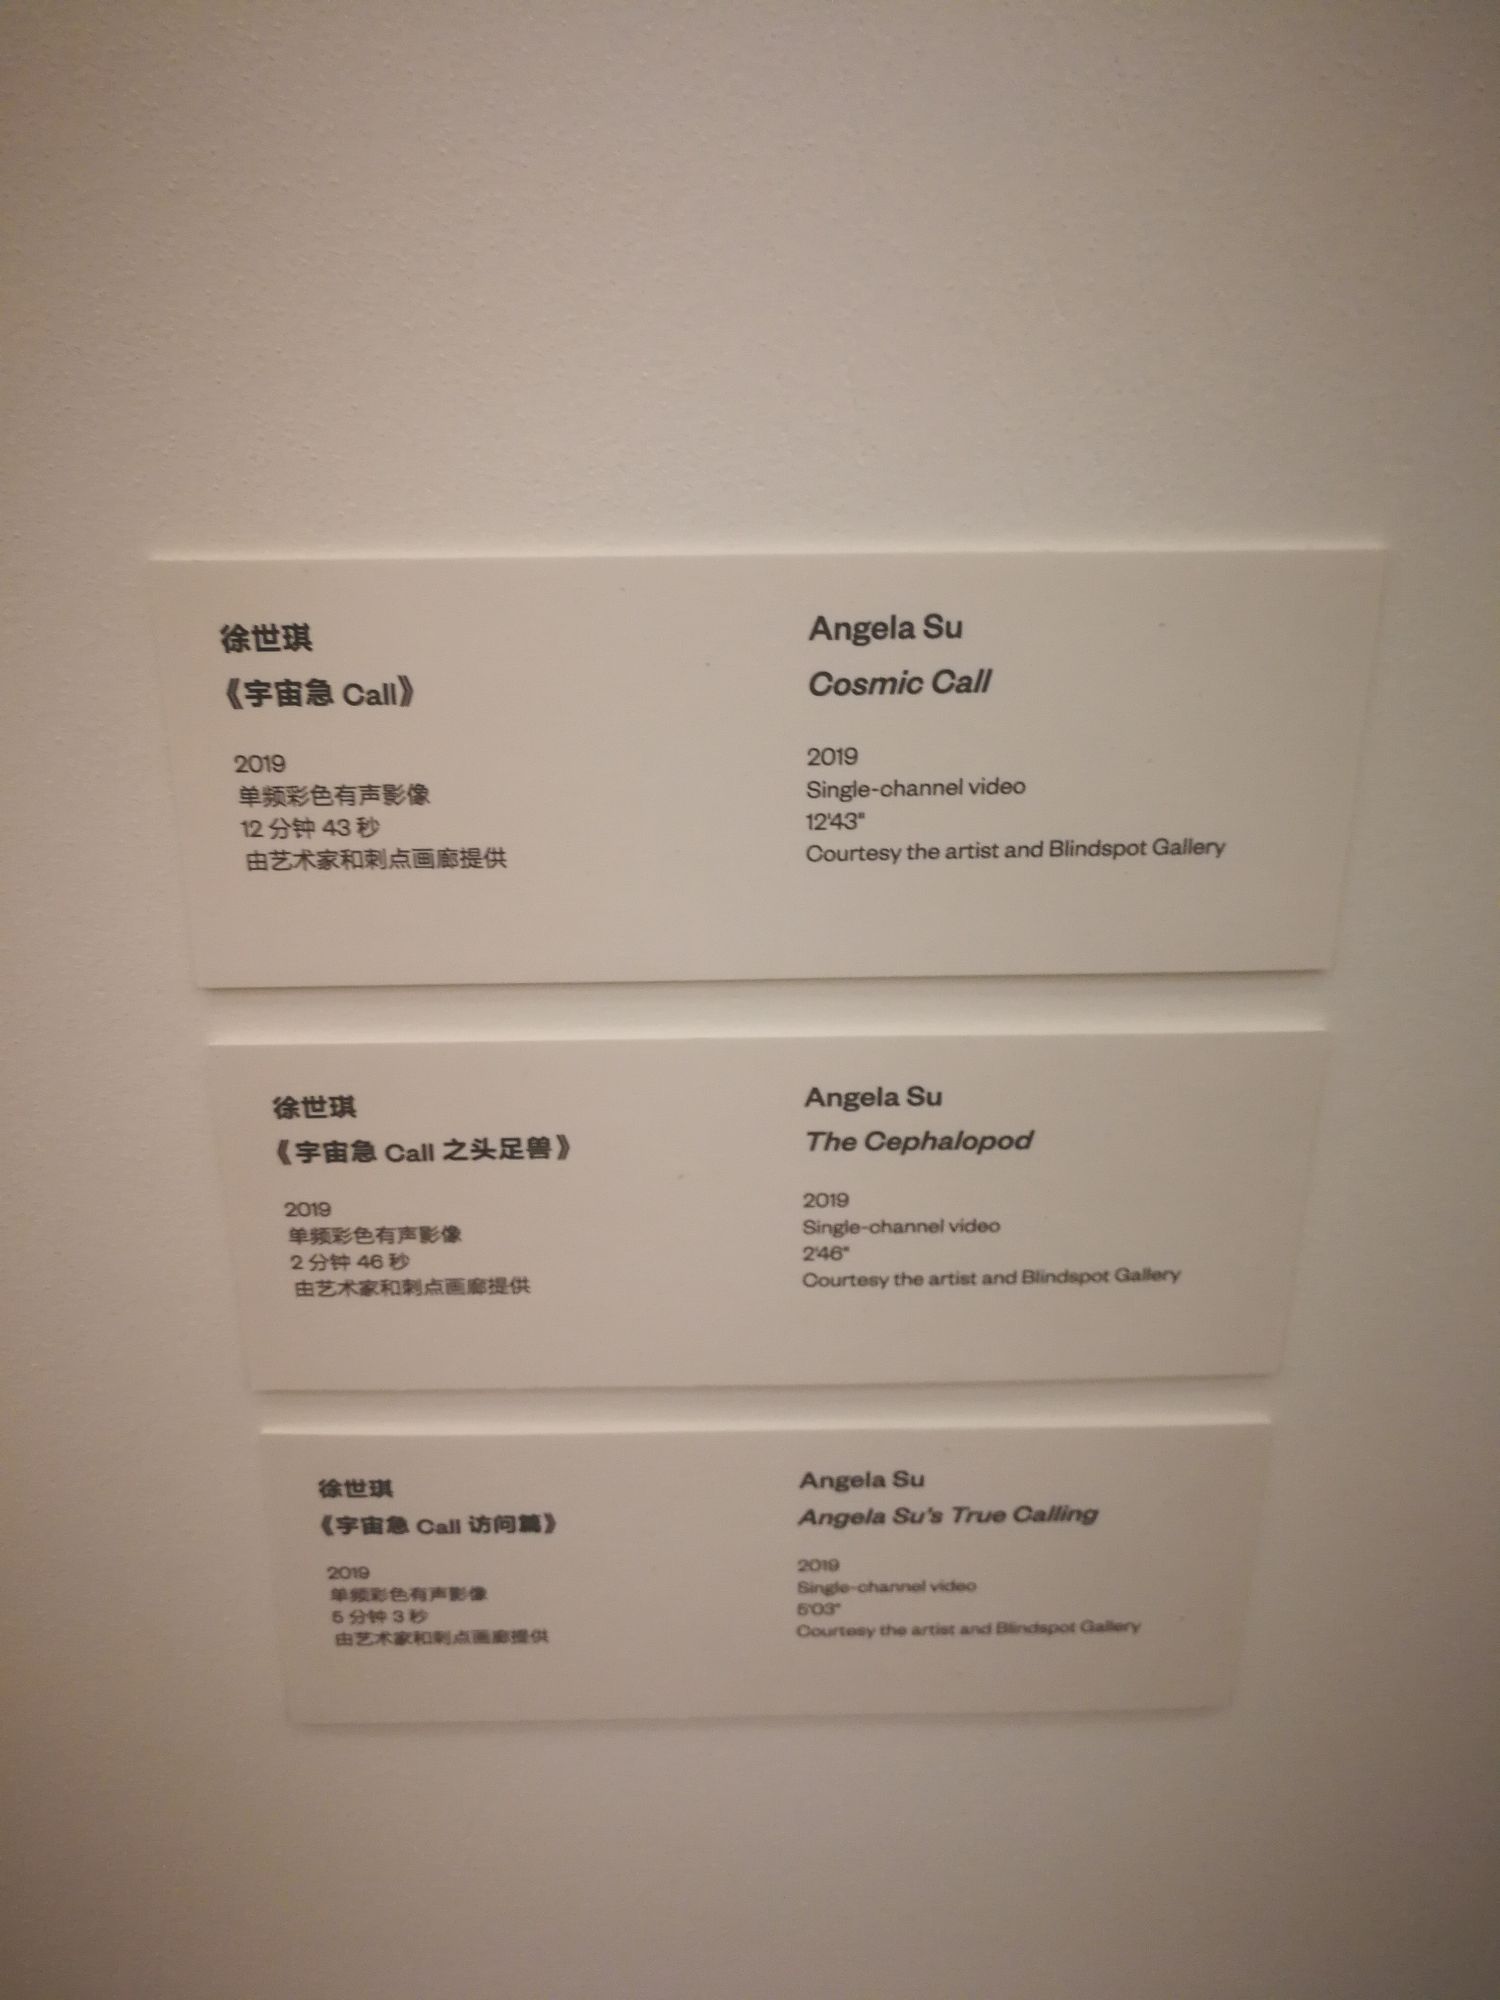 徐世琪
《宇宙急 Call》
2019
单频彩色有声影像
12 分钟 43 秒
由艺术家和刺点画廊提供
Angela Su
Cosmic Call
2019
Single-channel video
12'43"
Courtesy the artist and Blindspot Gallery
徐世琪
《宇宙急 Call 之头足兽》
2019
单频彩色有声影像
2 分钟 46 秒
由艺术家和刺点画廊提供
Angela Su
The Cephalopod
2019
Single-channel video
2'46"
Courtesy the artist and Blindspot Gallery
徐世琪
《宇宙急 Call 访问篇》
2019
单频彩色有声影像
5 分钟 3 秒
由艺术家和刺点画廊提供
Angela Su
Angela Su's True Calling
2019
Single-channel video
5'03"
Courtesy the artist and Blindspot Gallery